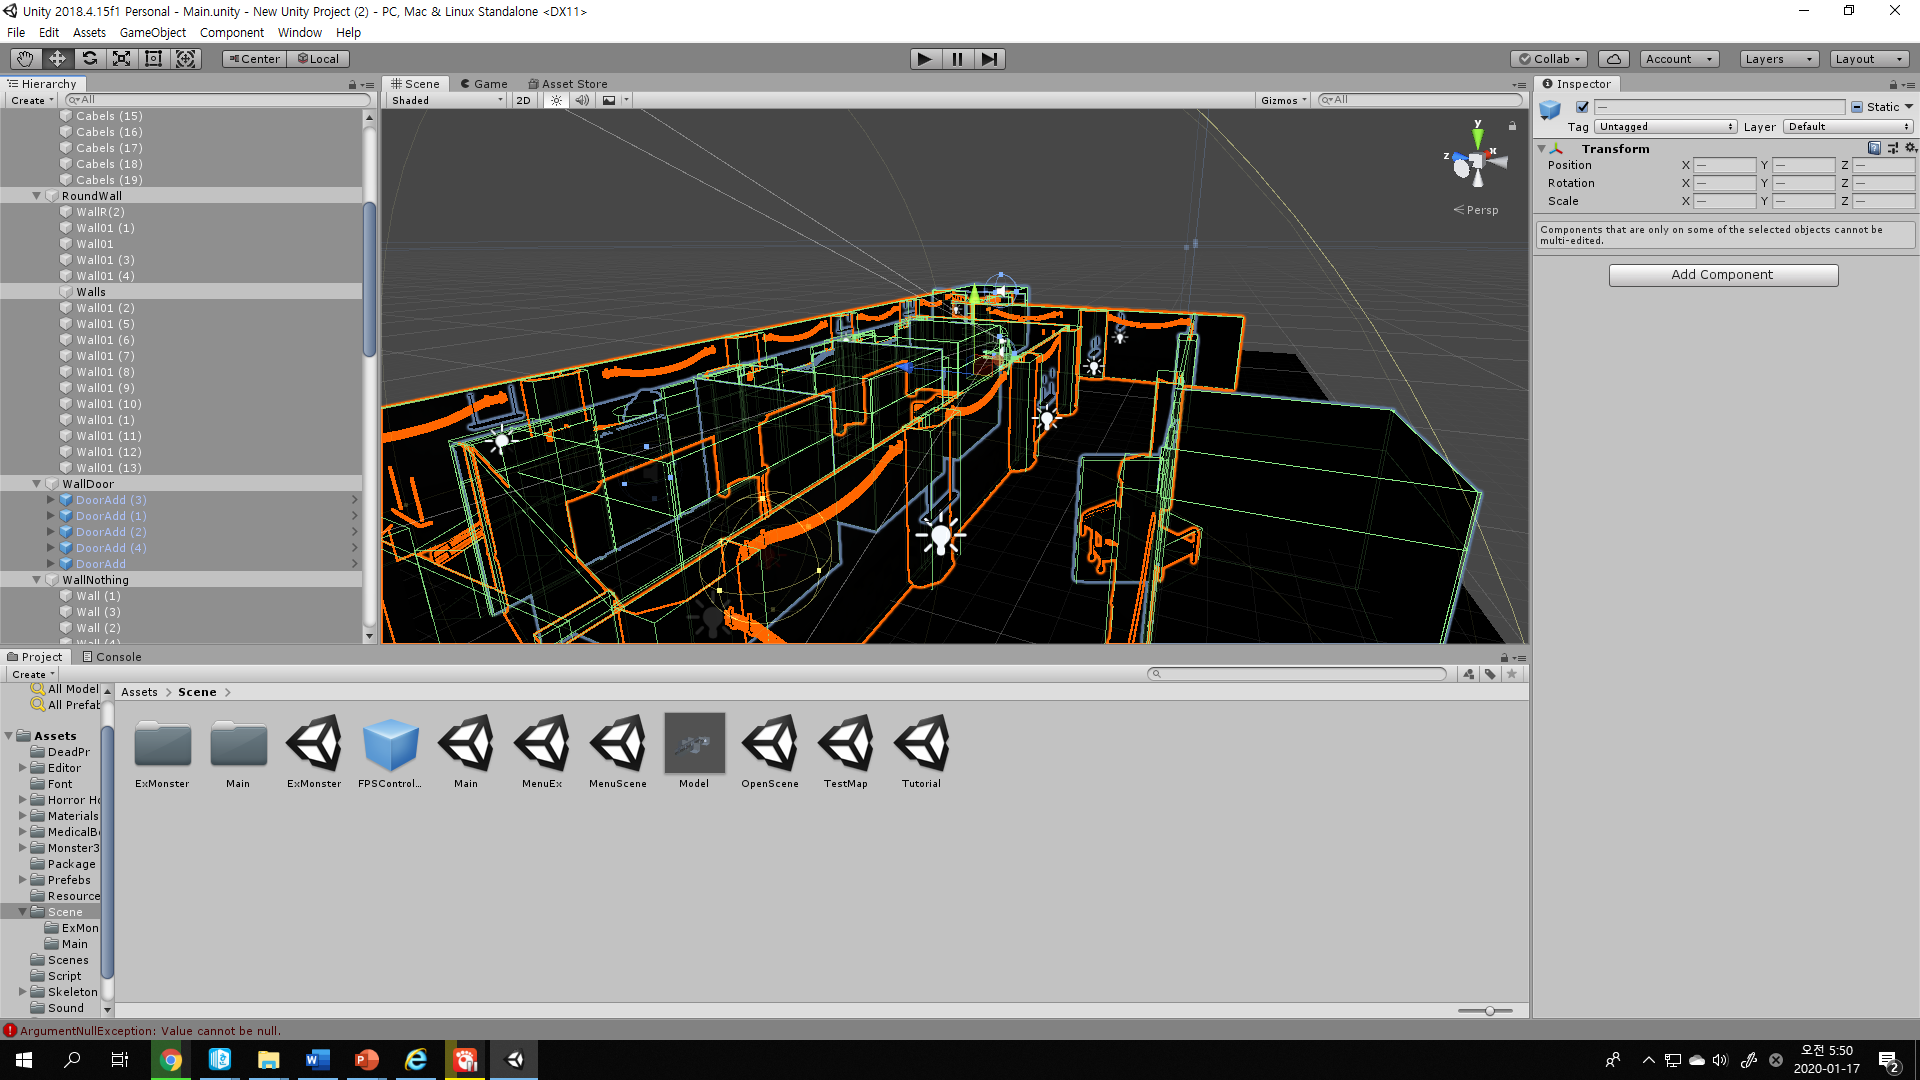 Unity 2018.4.15f1 Personal - Main.unity - New Unity Project (2) - PC, Mac & Linux Standalone <DX11>
File Edit Assets GameObject Component Window Help
Center Local
Collab Account Layers Layout
Hierarchy
Create All
Cabels (15)
Cabels (16)
Cabels (17)
Cabels (18)
Cabels (19)
RoundWall
WallR(2)
Wall01 (1)
Wall01
Wall01 (3)
Wall01 (4)
Walls
Wall01 (2)
Wall01 (5)
Wall01 (6)
Wall01 (7)
Wall01 (8)
Wall01 (9)
Wall01 (10)
Wall01 (1)
Wall01 (11)
Wall01 (12)
Wall01 (13)
WallDoor
DoorAdd (3)
DoorAdd (1)
DoorAdd (2)
DoorAdd (4)
DoorAdd
WallNothing
Wall (1)
Wall (3)
Wall (2)
Scene Game Asset Store
Shaded 2D Gizmos All
y
x
z
Persp
Inspector
— Static
Tag Untagged Layer Default
Transform
Position X — Y — Z —
Rotation X — Y — Z —
Scale X — Y — Z —
Components that are only on some of the selected objects cannot be
multi-edited.
Add Component
Project Console
Create
All Model
All Prefab
Assets
DeadPr
Editor
Font
Horror Ho
Materials
MedicalBo
Monster3
Package
Prefebs
Resource
Scene
ExMon
Main
Scenes
Script
Skeleton
Sound
Assets Scene
ExMonster Main ExMonster FPSControl... Main MenuEx MenuScene Model OpenScene TestMap Tutorial
ArgumentNullException: Value cannot be null.
오전 5:50
2020-01-17
2